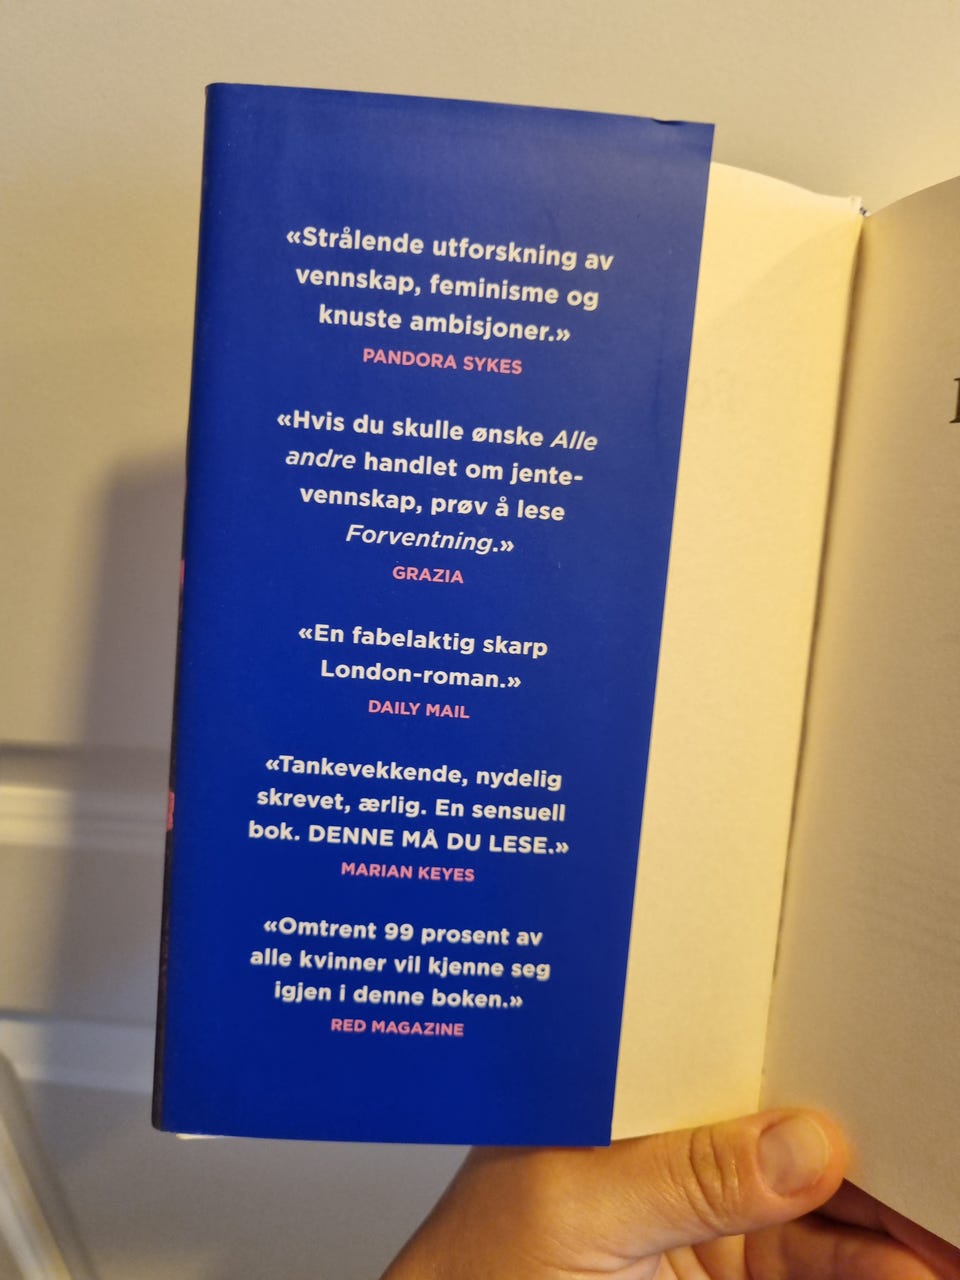 «Strålende utforskning av
vennskap, feminisme og
knuste ambisjoner.»
PANDORA SYKES
«Hvis du skulle ønske Alle
andre handlet om jente-
vennskap, prøv å lese
Forventning.»
GRAZIA
«En fabelaktig skarp
London-roman.»
DAILY MAIL
«Tankevekkende, nydelig
skrevet, ærlig. En sensuell
bok. DENNE MÅ DU LESE.»
MARIAN KEYES
«Omtrent 99 prosent av
alle kvinner vil kjenne seg
igjen i denne boken.»
RED MAGAZINE